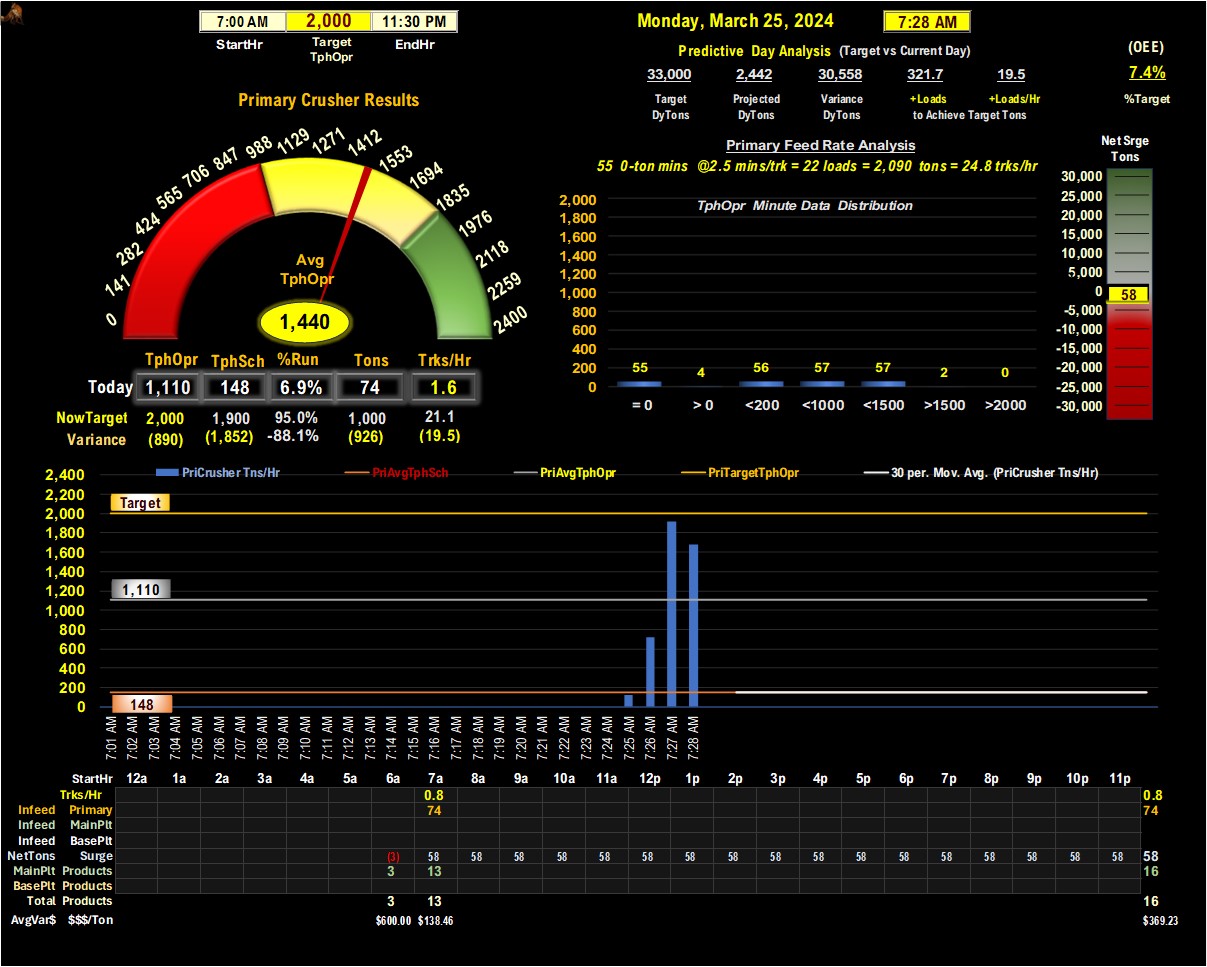 7:00 AM 2,000 11:30 PM
StartHr Target TphOpr EndHr
Monday, March 25, 2024 7:28 AM
Predictive Day Analysis (Target vs Current Day)
33,000 2,442 30,558 321.7 19.5
Target DyTons Projected DyTons Variance DyTons +Loads +Loads/Hr
to Achieve Target Tons
(OEE)
7.4%
%Target
Primary Crusher Results
0 141 282 424 565 706 847 988 1129 1271 1412 1553 1694 1835 1976 2118 2259 2400
Avg
TphOpr
1,440
TphOpr TphSch %Run Tons Trks/Hr
Today 1,110 148 6.9% 74 1.6
NowTarget 2,000 1,900 95.0% 1,000 21.1
Variance (890) (1,852) -88.1% (926) (19.5)
Primary Feed Rate Analysis
55 0-ton mins @2.5 mins/trk = 22 loads = 2,090 tons = 24.8 trks/hr
TphOpr Minute Data Distribution
2,000
1,800
1,600
1,400
1,200
1,000
800
600
400
200
0
55 4 56 57 57 2 0
= 0 > 0 <200 <1000 <1500 >1500 >2000
Net Srge
Tons
30,000
25,000
20,000
15,000
10,000
5,000
0
-5,000
-10,000
-15,000
-20,000
-25,000
-30,000
58
PriCrusher Tns/Hr PriAvgTphSch PriAvgTphOpr PriTargetTphOpr 30 per. Mov. Avg. (PriCrusher Tns/Hr)
2,400
2,200
2,000
1,800
1,600
1,400
1,200
1,000
800
600
400
200
0
Target
1,110
148
7:01 AM 7:02 AM 7:03 AM 7:04 AM 7:05 AM 7:06 AM 7:07 AM 7:08 AM 7:09 AM 7:10 AM 7:11 AM 7:12 AM 7:13 AM 7:14 AM 7:15 AM 7:16 AM 7:17 AM 7:18 AM 7:19 AM 7:20 AM 7:21 AM 7:22 AM 7:23 AM 7:24 AM 7:25 AM 7:26 AM 7:27 AM 7:28 AM
StartHr 12a 1a 2a 3a 4a 5a 6a 7a 8a 9a 10a 11a 12p 1p 2p 3p 4p 5p 6p 7p 8p 9p 10p 11p
Trks/Hr 0.8 0.8
Infeed Primary 74 74
Infeed MainPlt
Infeed BasePlt
NetTons Surge (3) 58 58 58 58 58 58 58 58 58 58 58 58 58 58 58 58 58 58
MainPlt Products 3 13 16
BasePlt Products
Total Products 3 13 16
AvgVar$ $$$/Ton $600.00 $138.46 $369.23